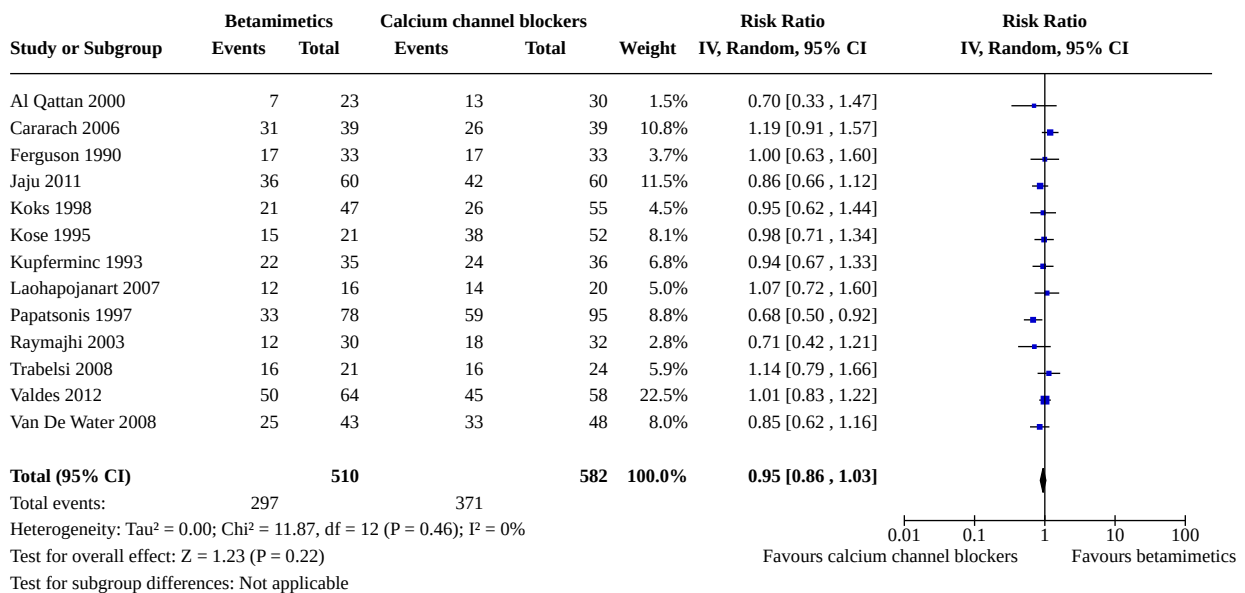 Betamimetics Calcium channel blockers Risk Ratio Risk Ratio
Study or Subgroup Events Total Events Total Weight IV, Random, 95% CI IV, Random, 95% CI
Al Qattan 2000 7 23 13 30 1.5% 0.70 [0.33 , 1.47]
Cararach 2006 31 39 26 39 10.8% 1.19 [0.91 , 1.57]
Ferguson 1990 17 33 17 33 3.7% 1.00 [0.63 , 1.60]
Jaju 2011 36 60 42 60 11.5% 0.86 [0.66 , 1.12]
Koks 1998 21 47 26 55 4.5% 0.95 [0.62 , 1.44]
Kose 1995 15 21 38 52 8.1% 0.98 [0.71 , 1.34]
Kupferminc 1993 22 35 24 36 6.8% 0.94 [0.67 , 1.33]
Laohapojanart 2007 12 16 14 20 5.0% 1.07 [0.72 , 1.60]
Papatsonis 1997 33 78 59 95 8.8% 0.68 [0.50 , 0.92]
Raymajhi 2003 12 30 18 32 2.8% 0.71 [0.42 , 1.21]
Trabelsi 2008 16 21 16 24 5.9% 1.14 [0.79 , 1.66]
Valdes 2012 50 64 45 58 22.5% 1.01 [0.83 , 1.22]
Van De Water 2008 25 43 33 48 8.0% 0.85 [0.62 , 1.16]
Total (95% CI) 510 582 100.0% 0.95 [0.86 , 1.03]
Total events: 297 371
Heterogeneity: Tau² = 0.00; Chi² = 11.87, df = 12 (P = 0.46); I² = 0%
0.01 0.1 1 10 100
Test for overall effect: Z = 1.23 (P = 0.22) Favours calcium channel blockers Favours betamimetics
Test for subgroup differences: Not applicable